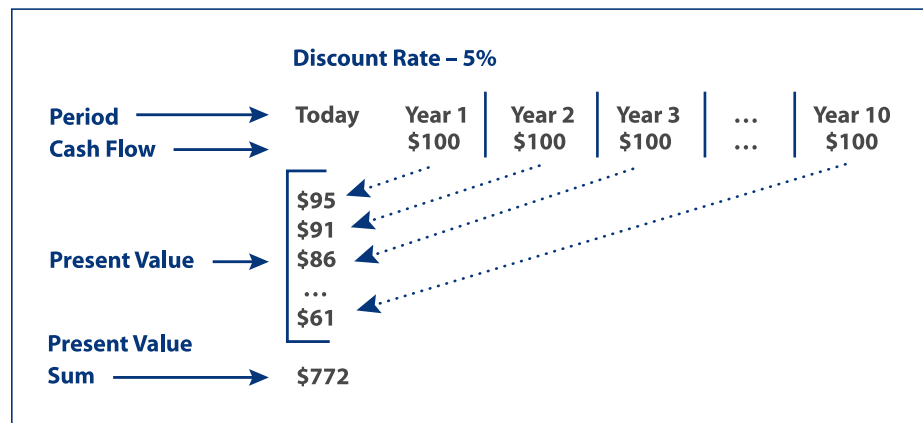 Discount Rate – 5%
Period Today Year 1 Year 2 Year 3 ... Year 10
Cash Flow $100 $100 $100 ... $100
$95
$91
Present Value $86
...
$61
Present Value
Sum $772